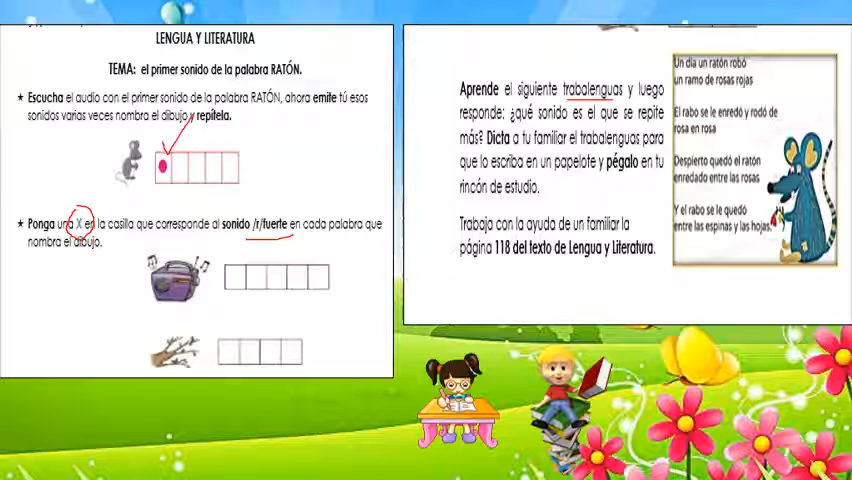 LENGUA Y LITERATURA
TEMA: el primer sonido de la palabra RATÓN.
★ Escucha el audio con el primer sonido de la palabra RATÓN, ahora emite tú esos
sonidos varias veces nombra el dibujo y repítela.
★ Ponga una X en la casilla que corresponde al sonido /r/fuerte en cada palabra que
nombra el dibujo.
Aprende el siguiente trabalenguas y luego
responde: ¿qué sonido es el que se repite
más? Dicta a tu familiar el trabalenguas para
que lo escriba en un papelote y pégalo en tu
rincón de estudio.
Trabaja con la ayuda de un familiar la
página 118 del texto de Lengua y Literatura.
Un día un ratón robó
un ramo de rosas rojas
El rabo se le enredó y rodó de
rosa en rosa
Despierto quedó el ratón
enredado entre las rosas
Y el rabo se le quedó
entre las espinas y las hojas.